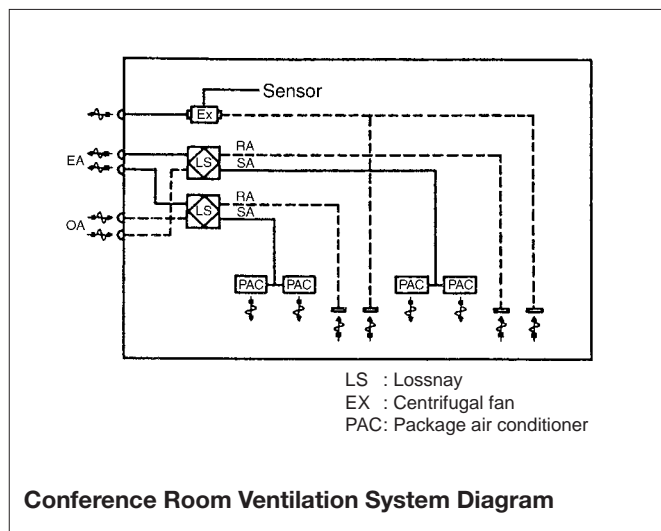 Sensor
Ex
EA
LS
RA
SA
LS
RA
SA
OA
PAC PAC PAC PAC
LS : Lossnay
EX : Centrifugal fan
PAC: Package air conditioner
Conference Room Ventilation System Diagram